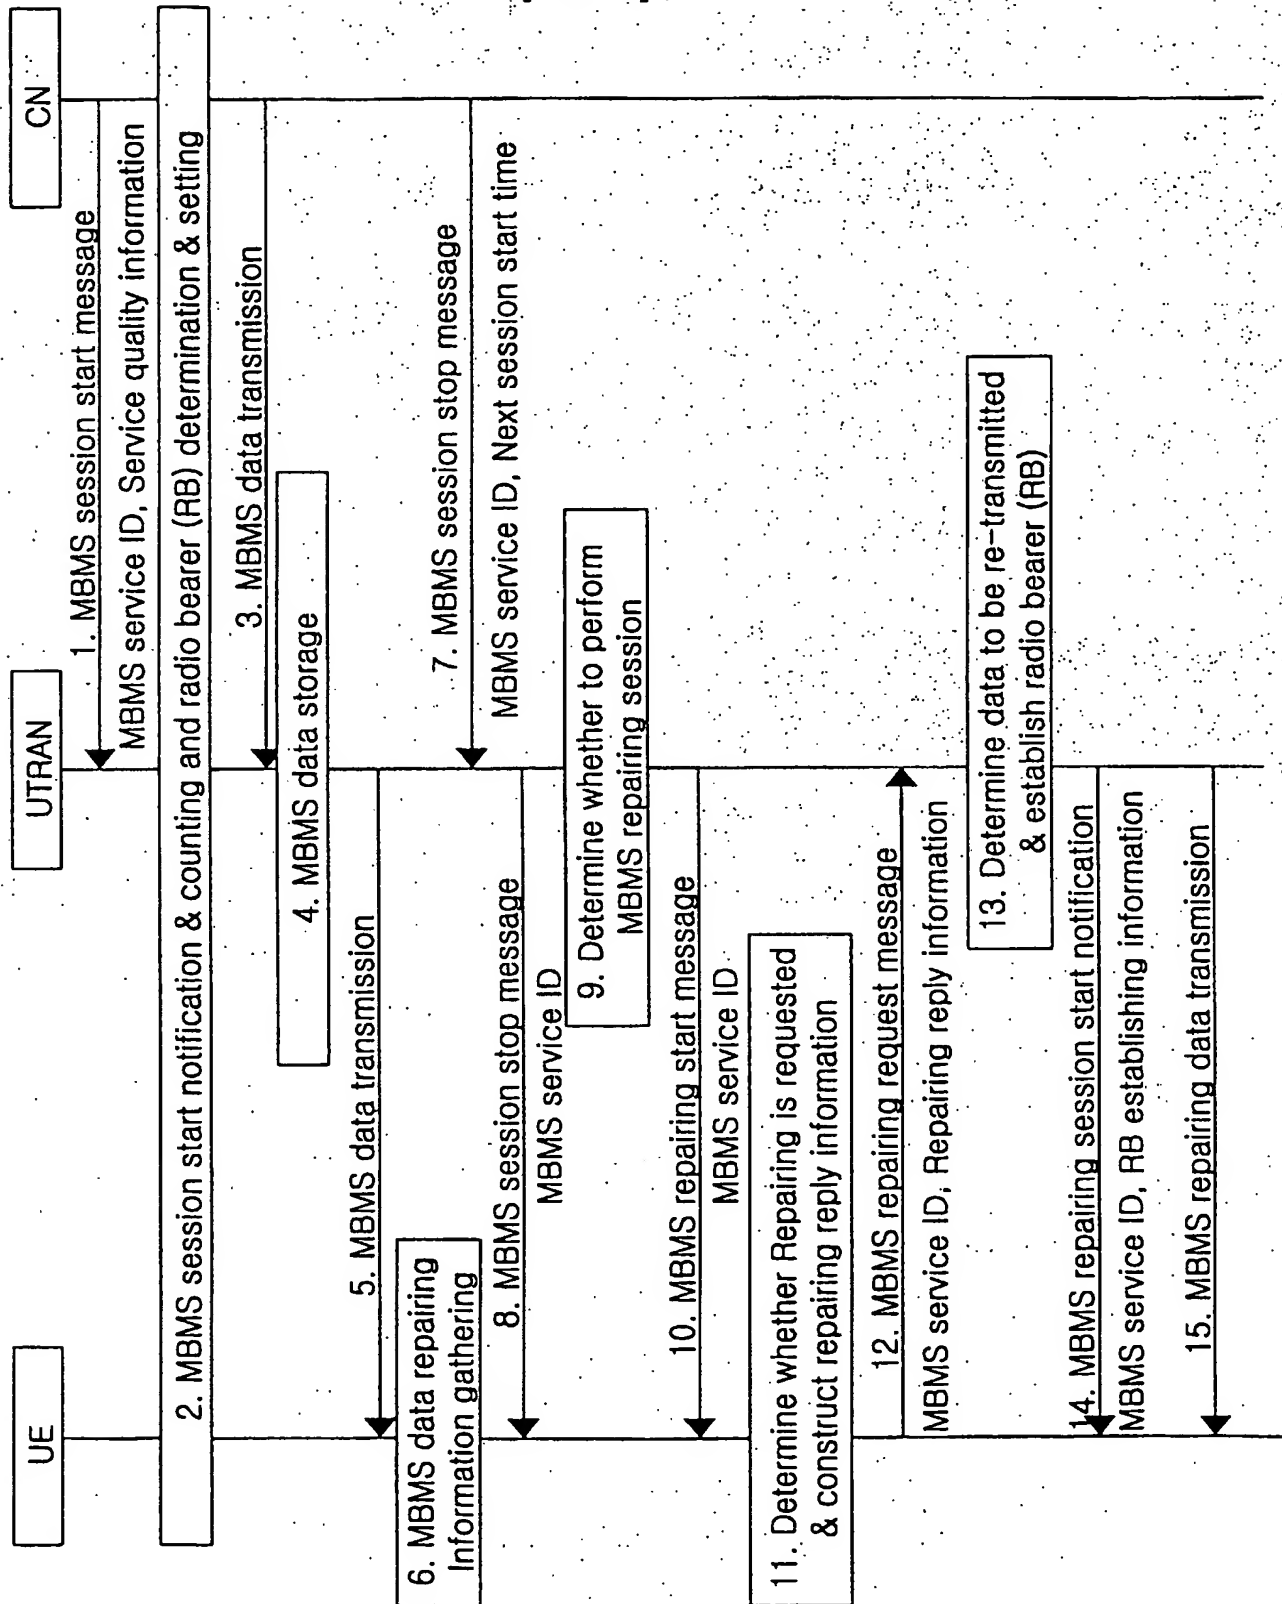 UE
UTRAN
CN
1. MBMS session start message
MBMS service ID, Service quality information
2. MBMS session start notification & counting and radio bearer (RB) determination & setting
3. MBMS data transmission
4. MBMS data storage
5. MBMS data transmission
6. MBMS data repairing
Information gathering
7. MBMS session stop message
MBMS service ID, Next session start time
8. MBMS session stop message
MBMS service ID
9. Determine whether to perform
MBMS repairing session
10. MBMS repairing start message
MBMS service ID
11. Determine whether Repairing is requested
& construct repairing reply information
12. MBMS repairing request message
MBMS service ID, Repairing reply information
13. Determine data to be re-transmitted
& establish radio bearer (RB)
14. MBMS repairing session start notification
MBMS service ID, RB establishing information
15. MBMS repairing data transmission